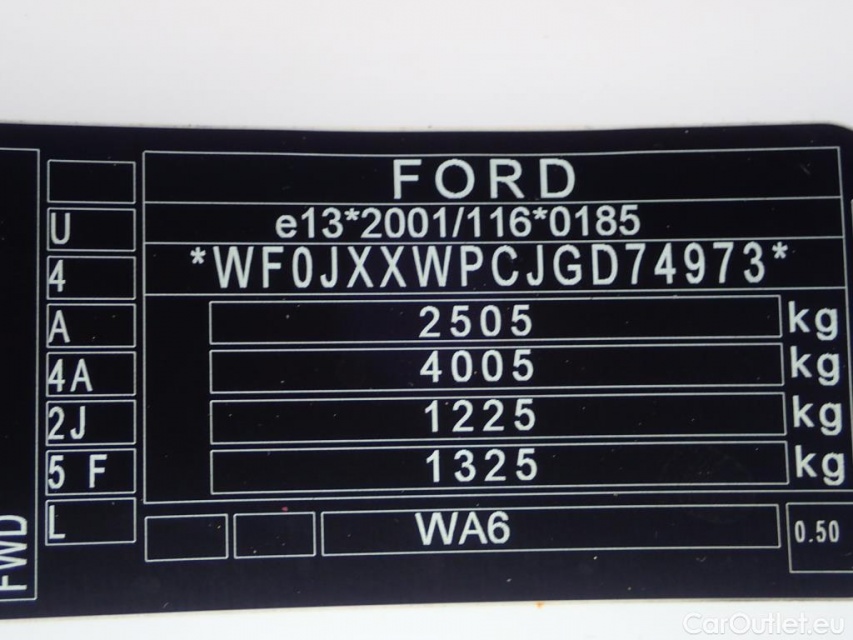 FORD
U
e13*2001/116*0185
4
*WF0JXXWPCJGD74973*
A
2505 kg
4A
4005 kg
2J
1225 kg
5 F
1325 kg
L
WA6
0.50
FWD
CarOutlet.eu